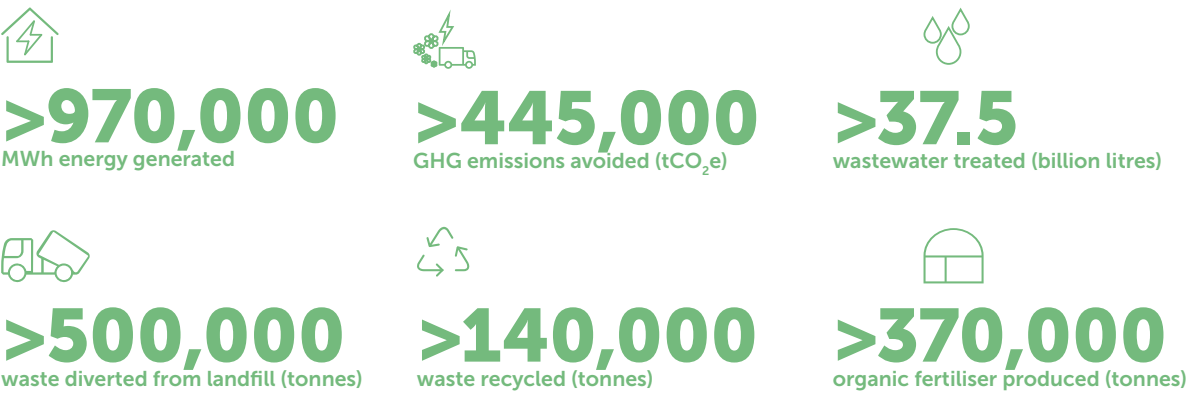 >970,000
MWh energy generated
>445,000
GHG emissions avoided (tCO₂e)
>37.5
wastewater treated (billion litres)
>500,000
waste diverted from landfill (tonnes)
>140,000
waste recycled (tonnes)
>370,000
organic fertiliser produced (tonnes)